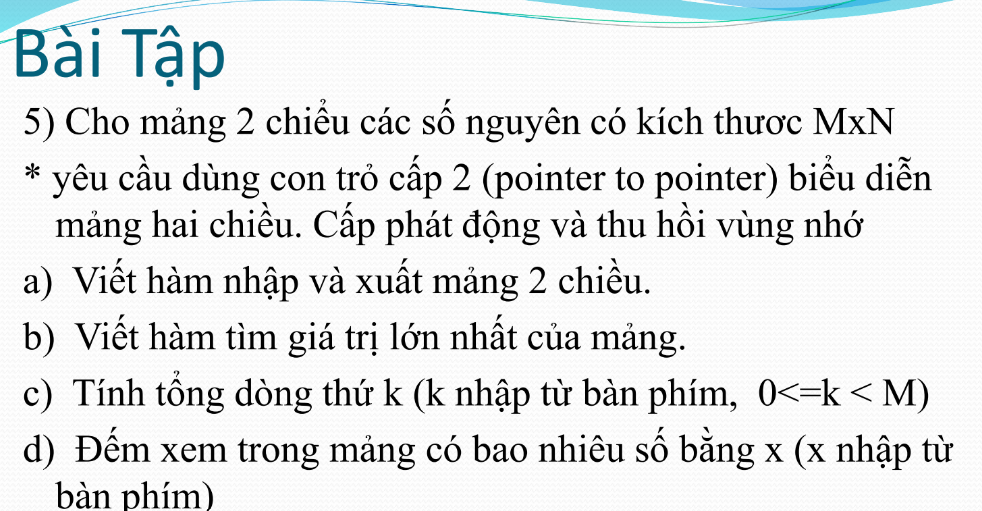 Bài Tập
5) Cho mảng 2 chiểu các số nguyên có kích thươc MxN
* yêu cầu dùng con trỏ cấp 2 (pointer to pointer) biểu diễn
mảng hai chiều. Cấp phát động và thu hồi vùng nhớ
a) Viết hàm nhập và xuất mảng 2 chiều.
b) Viết hàm tìm giá trị lớn nhất của mảng.
c) Tính tổng dòng thứ k (k nhập từ bàn phím, 0<=k < M)
d) Đếm xem trong mảng có bao nhiêu số bằng x (x nhập từ
bàn phím)